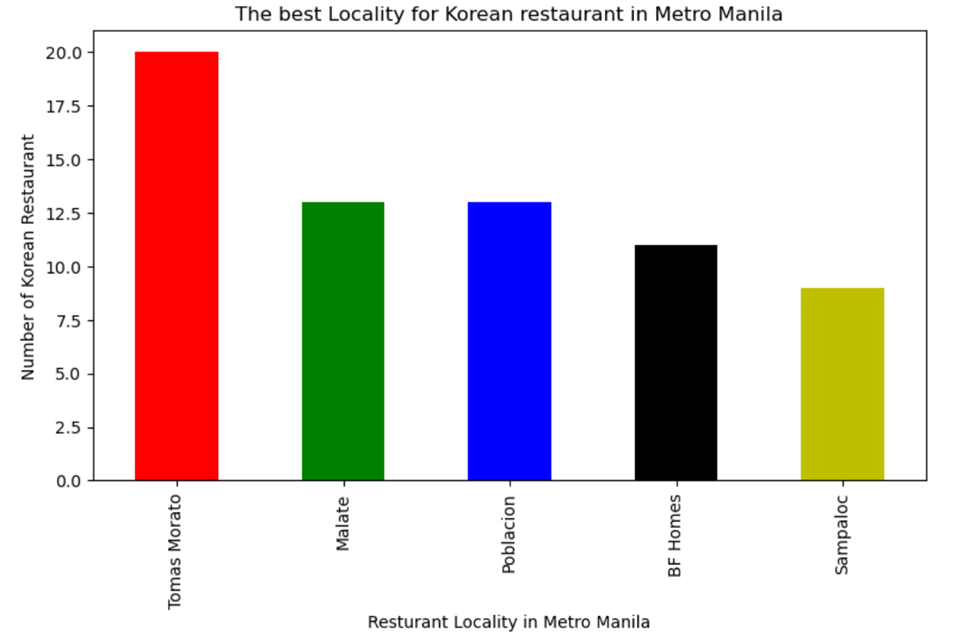 The best Locality for Korean restaurant in Metro Manila
Number of Korean Restaurant
20.0
17.5
15.0
12.5
10.0
7.5
5.0
2.5
0.0
Tomas Morato
Malate
Poblacion
BF Homes
Sampaloc
Resturant Locality in Metro Manila